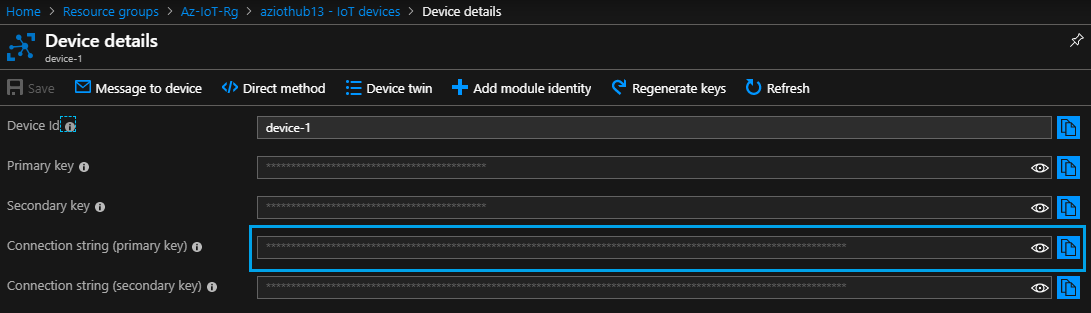 Home > Resource groups > Az-IoT-Rg > aziothub13 - IoT devices > Device details
Device details
device-1
Save Message to device Direct method Device twin Add module identity Regenerate keys Refresh
Device Id device-1
Primary key ********************************************
Secondary key ********************************************
Connection string (primary key) ********************************************************************************************************************
Connection string (secondary key) ********************************************************************************************************************